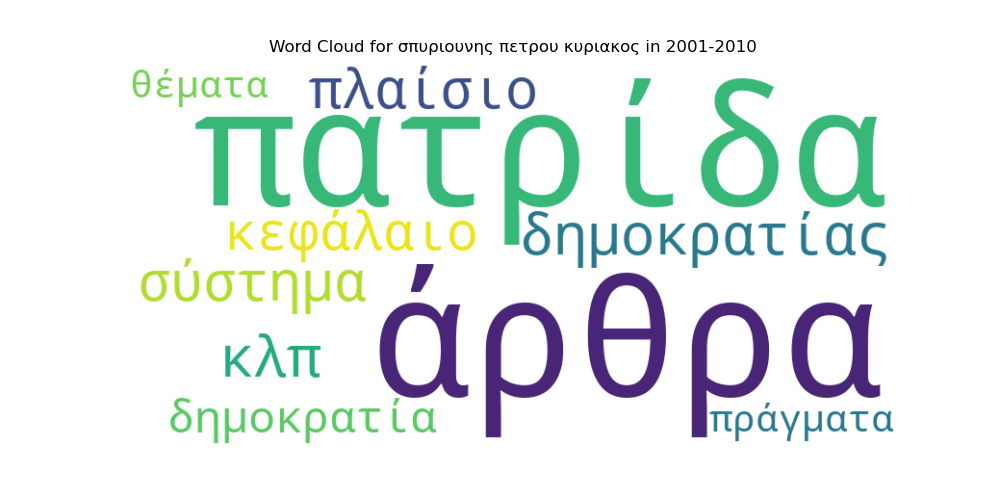 Word Cloud for σπυριουνης πετρου κυριακος in 2001-2010
θέματα
πλαίσιο
πατρίδα
κεφάλαιο
δημοκρατίας
σύστημα
άρθρα
κλπ
δημοκρατία
πράγματα